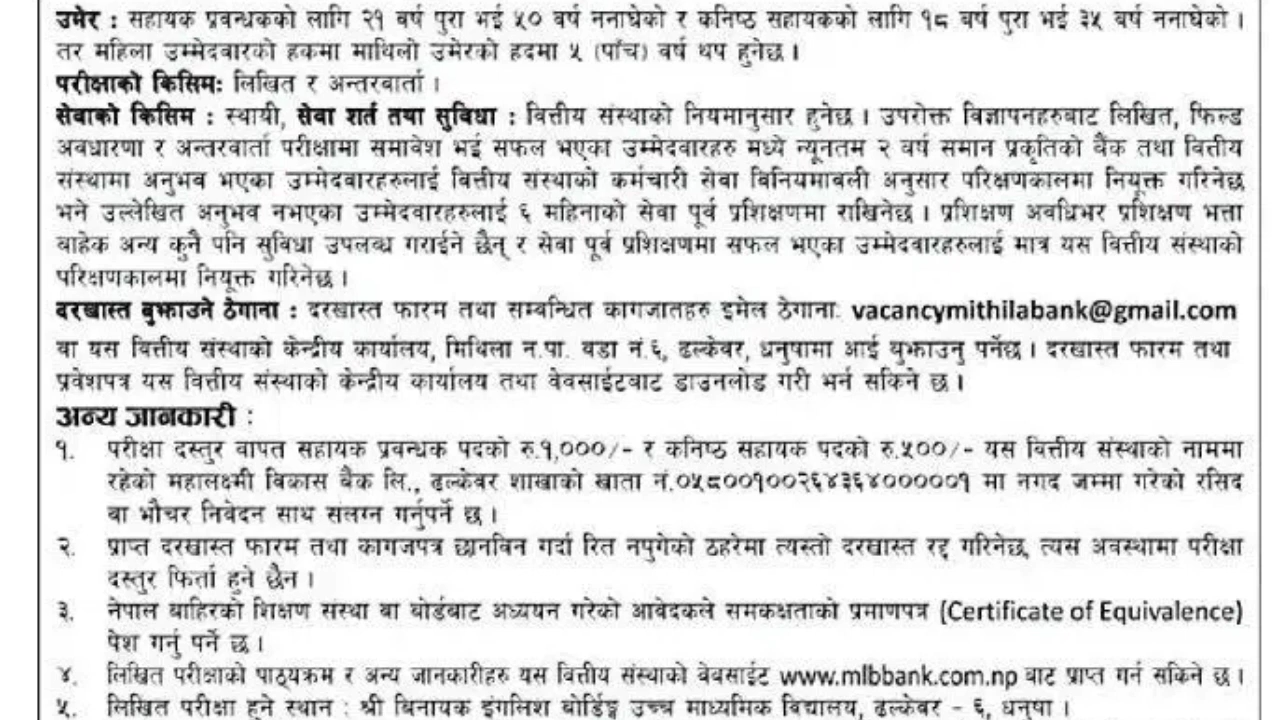 उमेर : सहायक प्रबन्धकको लागि २१ वर्ष पुरा भई ५० वर्ष ननाघेको र कनिष्ठ सहायकको लागि १८ वर्ष पुरा भई ३५ वर्ष ननाघेको ।
तर महिला उम्मेदवारको हकमा माथिलो उमेरको हदमा ५ (पाँच) वर्ष थप हुनेछ ।
परीक्षाको किसिमः लिखित र अन्तरवार्ता ।
सेवाको किसिम : स्थायी, सेवा शर्त तथा सुविधा : वित्तीय संस्थाको नियमानुसार हुनेछ । उपरोक्त विज्ञापनहरुबाट लिखित, फिल्ड
अवधारणा र अन्तरवार्ता परीक्षामा समावेश भई सफल भएका उम्मेदवारहरु मध्ये न्यूनतम २ वर्ष समान प्रकृतिको बैंक तथा वित्तीय
संस्थामा अनुभव भएका उम्मेदवारहरुलाई वित्तीय संस्थाको कर्मचारी सेवा विनियमावली अनुसार परिक्षणकालमा नियूक्त गरिनेछ
भने उल्लेखित अनुभव नभएका उम्मेदवारहरुलाई ६ महिनाको सेवा पूर्व प्रशिक्षणमा राखिनेछ । प्रशिक्षण अवधिभर प्रशिक्षण भत्ता
बाहेक अन्य कुनै पनि सुविधा उपलब्ध गराईने छैन् र सेवा पूर्व प्रशिक्षणमा सफल भएका उम्मेदवारहरुलाई मात्र यस वित्तीय संस्थाको
परिक्षणकालमा नियूक्त गरिनेछ ।
दरखास्त बुझाउने ठेगाना : दरखास्त फारम तथा सम्बन्धित कागजातहरु इमेल ठेगाना: vacancymithilabank@gmail.com
वा यस वित्तीय संस्थाको केन्द्रीय कार्यालय, मिथिला न.पा. वडा नं.६, ढल्केवर, धनुषामा आई बुझाउनु पर्नेछ । दरखास्त फारम तथा
प्रवेशपत्र यस वित्तीय संस्थाको केन्द्रीय कार्यालय तथा वेवसाईटबाट डाउनलोड गरी भर्न सकिने छ ।
अन्य जानकारी :
१. परीक्षा दस्तुर वापत सहायक प्रबन्धक पदको रु.१,०००/- र कनिष्ठ सहायक पदको रु.५००/- यस वित्तीय संस्थाको नाममा
रहेको महालक्ष्मी विकास बैंक लि., ढल्केवर शाखाको खाता नं.०५८००१००२६४३६४०००००१ मा नगद जम्मा गरेको रसिद
वा भौचर निवेदन साथ संलग्न गर्नुपर्ने छ ।
२. प्राप्त दरखास्त फारम तथा कागजपत्र छानविन गर्दा रित नपुगेको ठहरेमा त्यस्तो दरखास्त रद्द गरिनेछ, त्यस अवस्थामा परीक्षा
दस्तुर फिर्ता हुने छैन ।
३. नेपाल बाहिरको शिक्षण संस्था वा बोर्डबाट अध्ययन गरेको आवेदकले समकक्षताको प्रमाणपत्र (Certificate of Equivalence)
पेश गर्नु पर्ने छ ।
४. लिखित परीक्षाको पाठ्यक्रम र अन्य जानकारीहरु यस वित्तीय संस्थाको वेबसाईट www.mlbbank.com.np बाट प्राप्त गर्न सकिने छ ।
५. लिखित परीक्षा हुने स्थान : श्री विनायक इंगलिश बोर्डिङ्ग उच्च माध्यमिक विद्यालय, ढल्केवर - ६, धनुषा ।